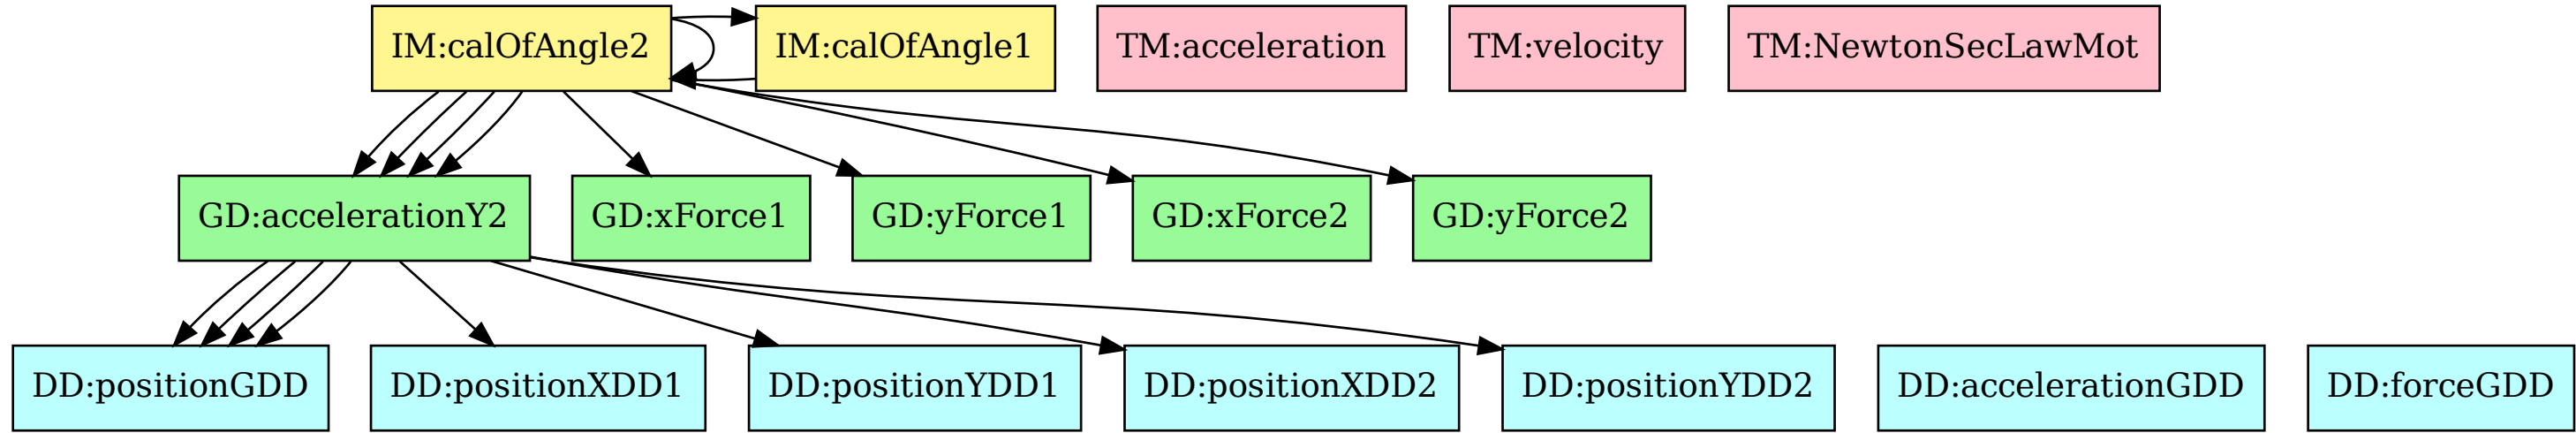 IM:calOfAngle2
IM:calOfAngle1
TM:acceleration
TM:velocity
TM:NewtonSecLawMot
GD:accelerationY2
GD:xForce1
GD:yForce1
GD:xForce2
GD:yForce2
DD:positionGDD
DD:positionXDD1
DD:positionYDD1
DD:positionXDD2
DD:positionYDD2
DD:accelerationGDD
DD:forceGDD